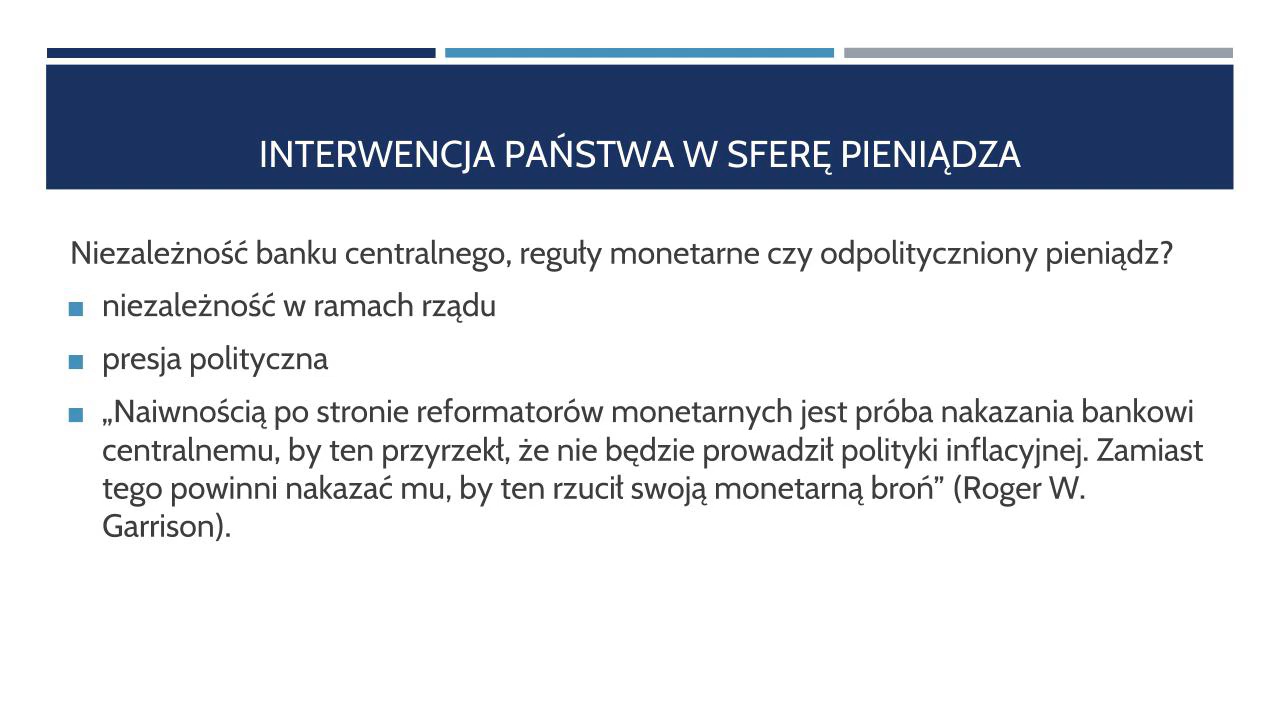 INTERWENCJA PAŃSTWA W SFERĘ PIENIĄDZA
Niezależność banku centralnego, reguły monetarne czy odpolityczniony pieniądz?
niezależność w ramach rządu
presja polityczna
„Naiwnością po stronie reformatorów monetarnych jest próba nakazania bankowi
centralnemu, by ten przyrzekł, że nie będzie prowadził polityki inflacyjnej. Zamiast
tego powinni nakazać mu, by ten rzucił swoją monetarną broń” (Roger W.
Garrison).